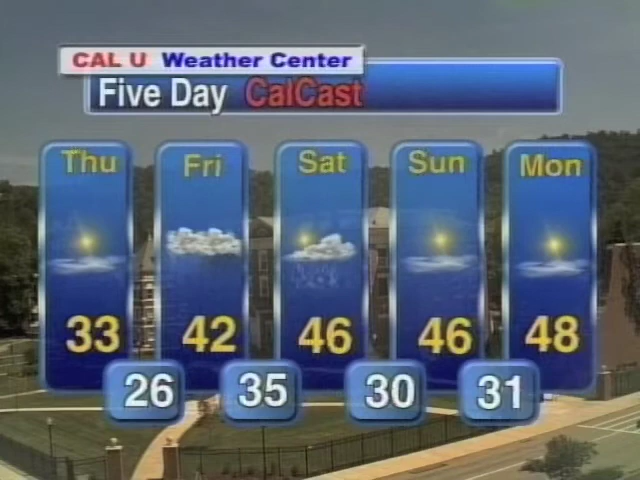 CAL U Weather Center
Five Day CalCast
Thu Fri Sat Sun Mon
33 42 46 46 48
26 35 30 31